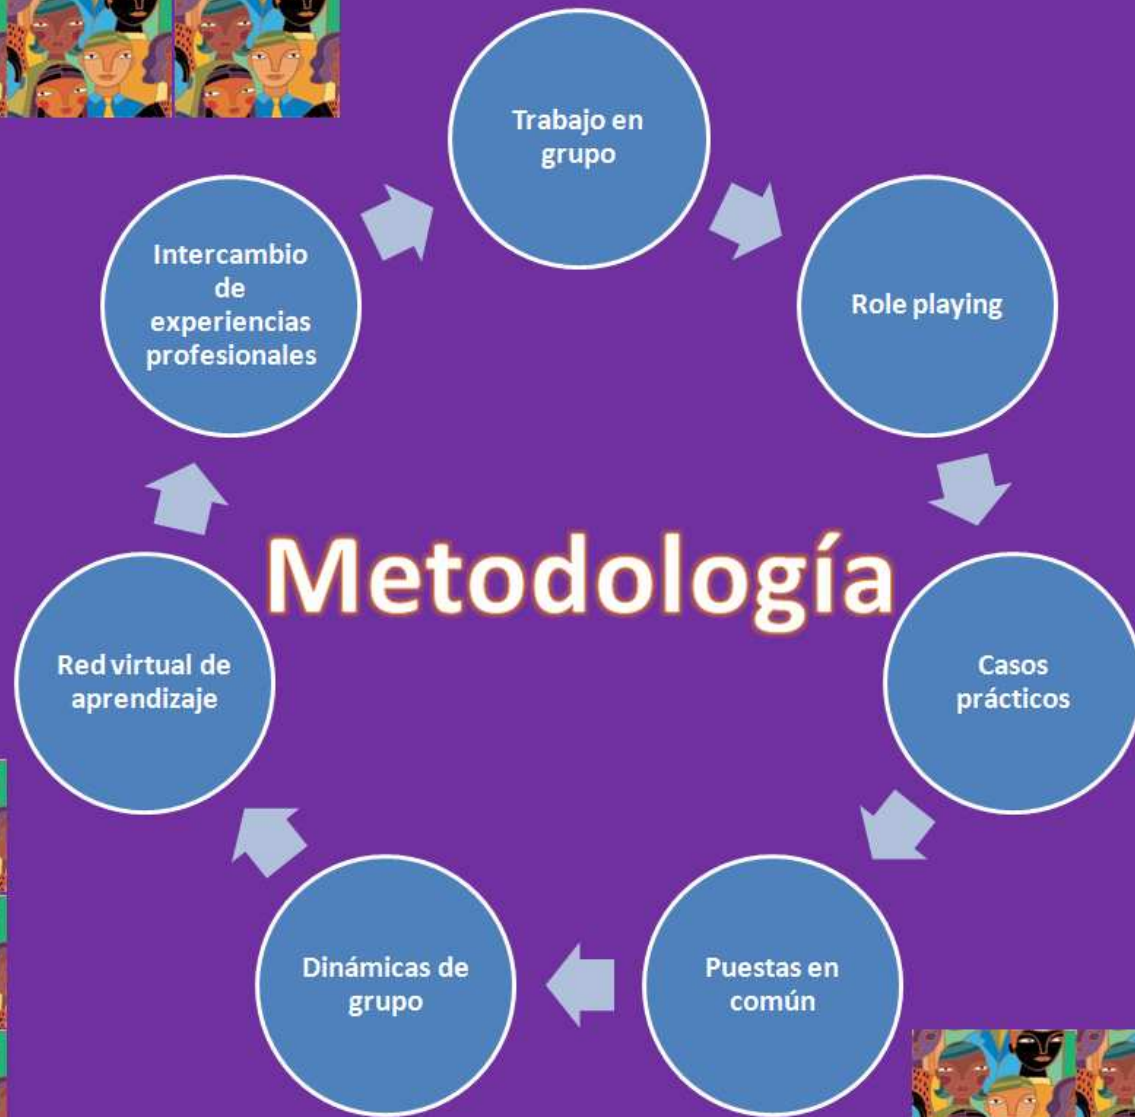 Trabajo en
grupo
Role playing
Casos
prácticos
Puestas en
común
Dinámicas de
grupo
Red virtual de
aprendizaje
Intercambio
de
experiencias
profesionales
Metodología